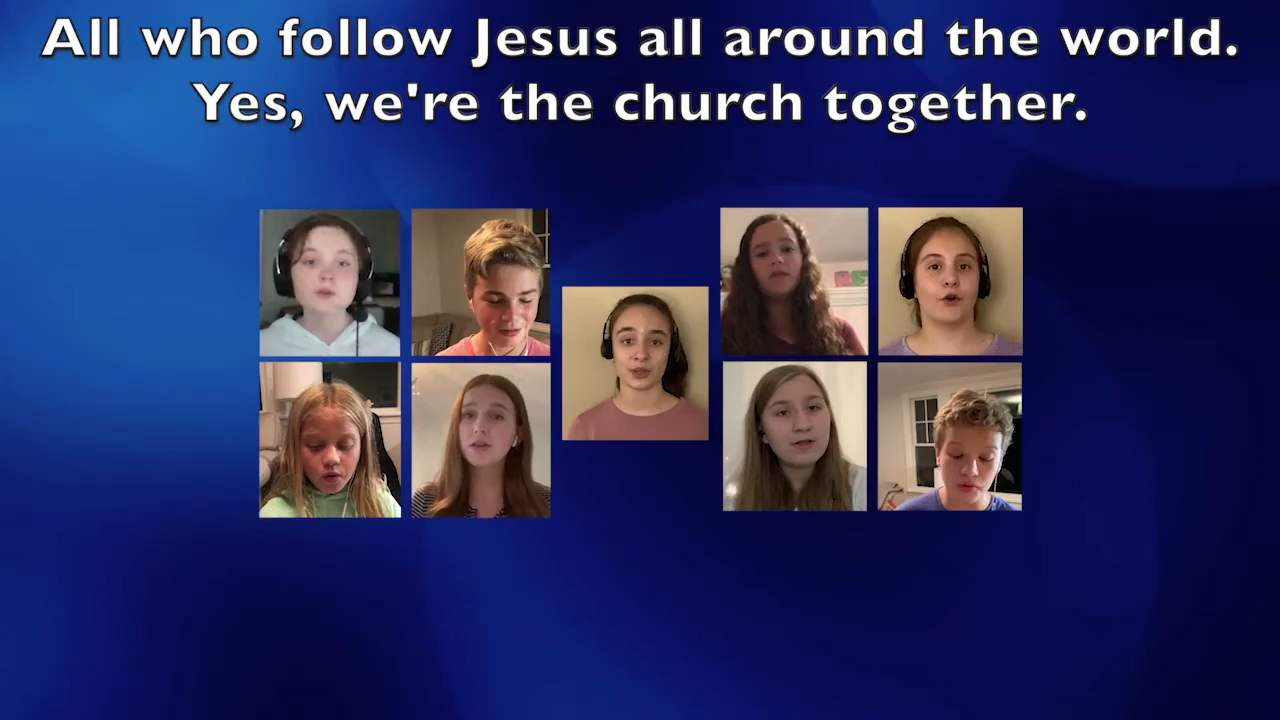 All who follow Jesus all around the world.
Yes, we're the church together.